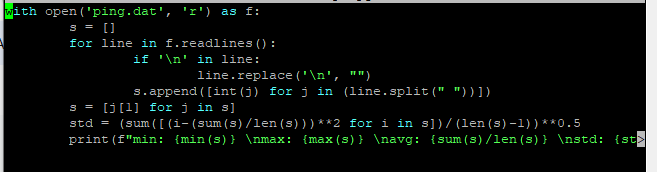 with open('ping.dat', 'r') as f:
        s = []
        for line in f.readlines():
                if '\n' in line:
                        line.replace('\n', "")
                s.append([int(j) for j in (line.split(" "))])
        s = [j[1] for j in s]
        std = (sum([(i-(sum(s)/len(s)))**2 for i in s])/(len(s)-1))**0.5
        print(f"min: {min(s)} \nmax: {max(s)} \navg: {sum(s)/len(s)} \nstd: {st>